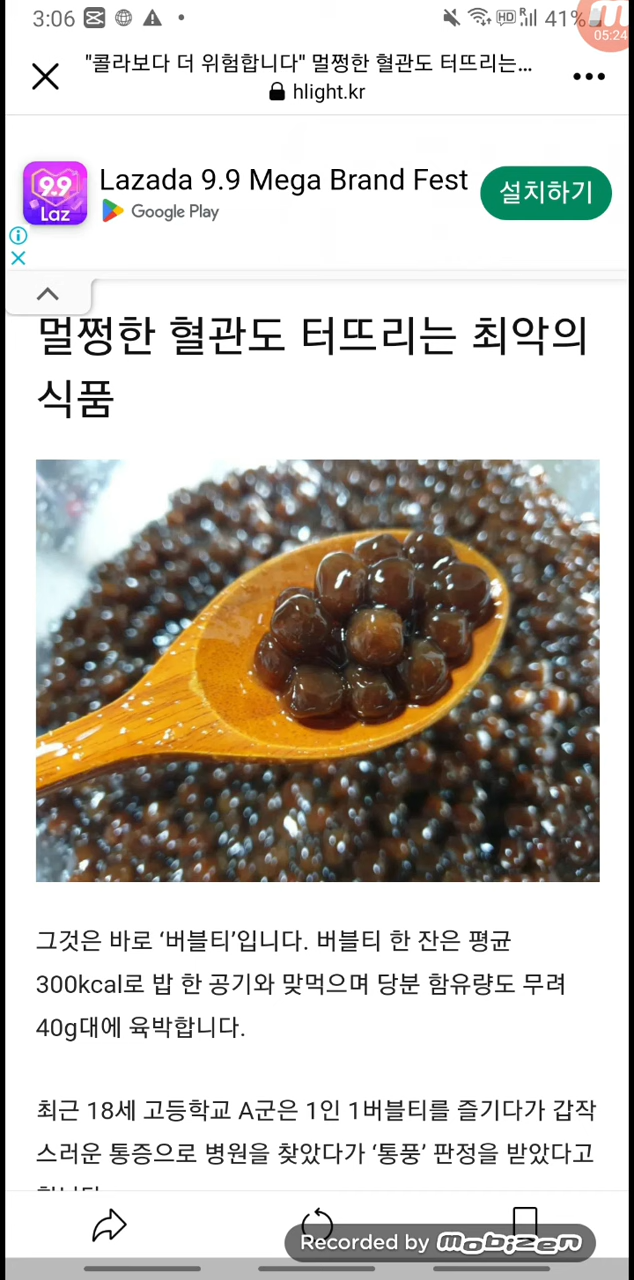 3:06
HD
R
41%
05:24
"콜라보다 더 위험합니다" 멀쩡한 혈관도 터뜨리는...
hlight.kr
9.9
Laz
Lazada 9.9 Mega Brand Fest
Google Play
설치하기
멀쩡한 혈관도 터뜨리는 최악의
식품
그것은 바로 ‘버블티’입니다. 버블티 한 잔은 평균
300kcal로 밥 한 공기와 맞먹으며 당분 함유량도 무려
40g대에 육박합니다.
최근 18세 고등학교 A군은 1인 1버블티를 즐기다가 갑작
스러운 통증으로 병원을 찾았다가 ‘통풍’ 판정을 받았다고
Recorded by mobizen